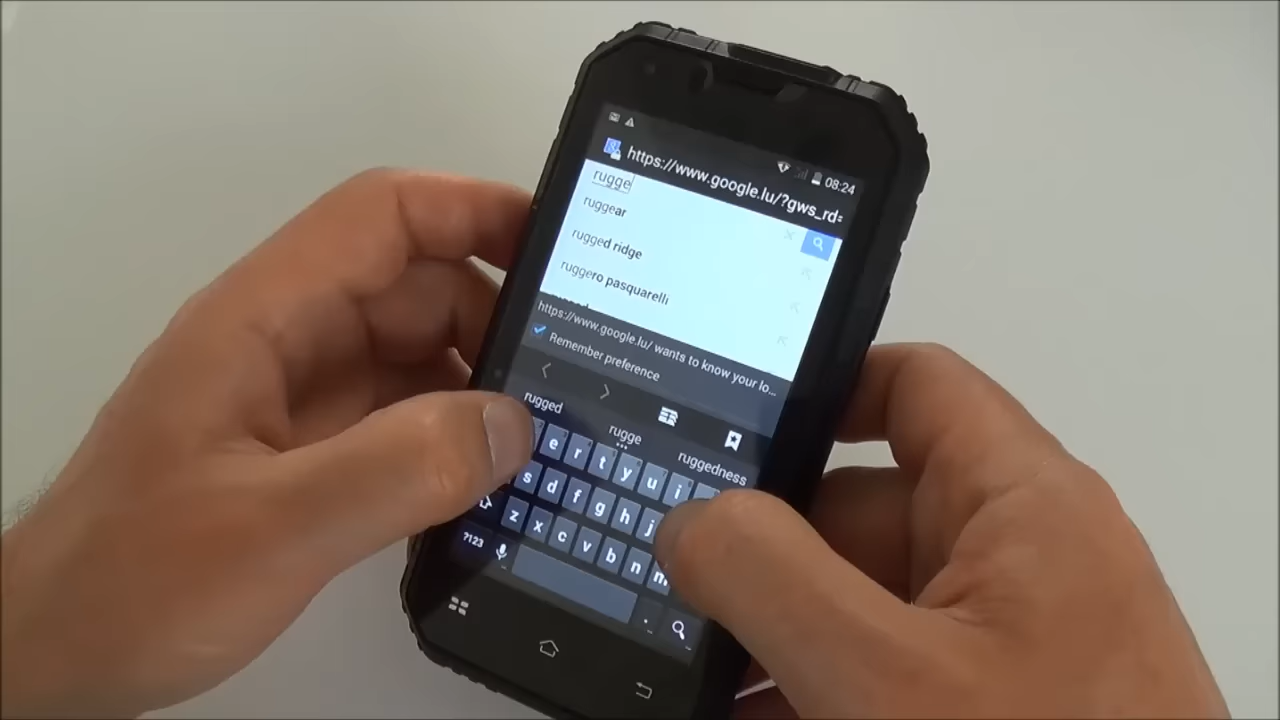 08:24
https://www.google.lu/?gws_rd=
rugge
ruggear
rugged ridge
ruggero pasquarelli
https://www.google.lu/ wants to know your lo...
Remember preference
rugged
rugge
ruggedness
e r t y u i
s d f g h j
z x c v b n m
?123
.